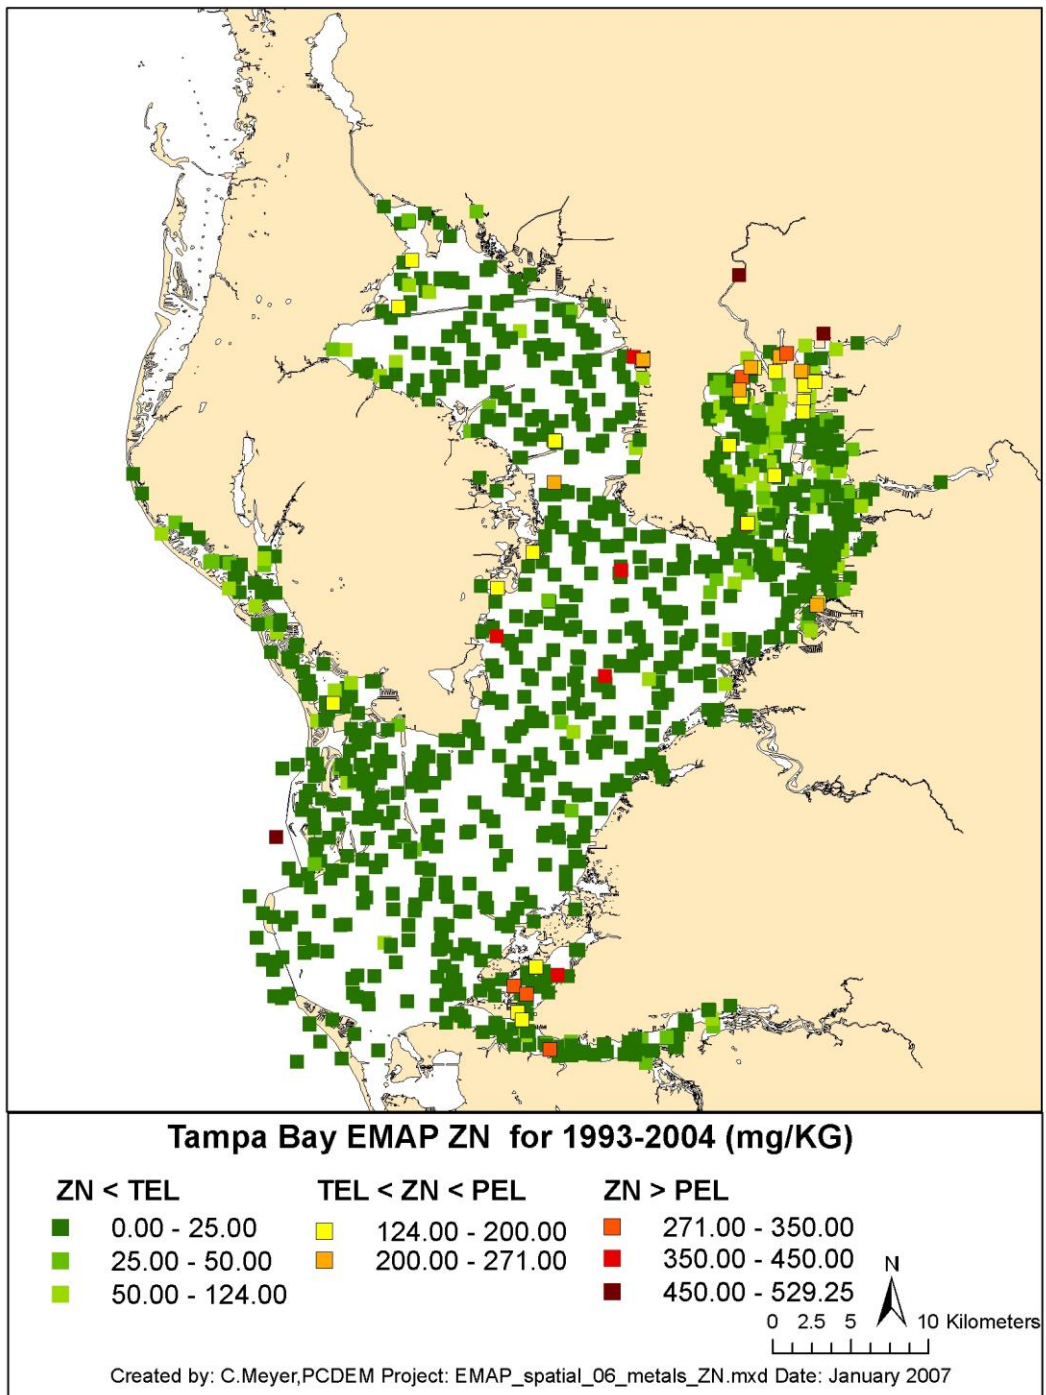 Tampa Bay EMAP ZN for 1993-2004 (mg/KG)
ZN < TEL
0.00 - 25.00
25.00 - 50.00
50.00 - 124.00
TEL < ZN < PEL
124.00 - 200.00
200.00 - 271.00
ZN > PEL
271.00 - 350.00
350.00 - 450.00
450.00 - 529.25
N
0 2.5 5 10 Kilometers
Created by: C.Meyer,PCDEM Project: EMAP_spatial_06_metals_ZN.mxd Date: January 2007